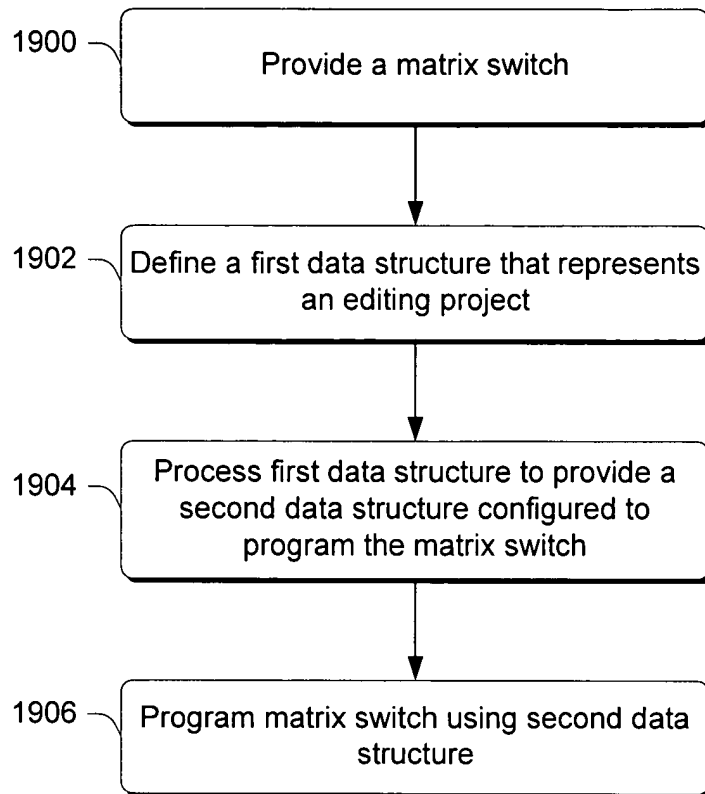 1900
Provide a matrix switch
1902
Define a first data structure that represents
an editing project
1904
Process first data structure to provide a
second data structure configured to
program the matrix switch
1906
Program matrix switch using second data
structure